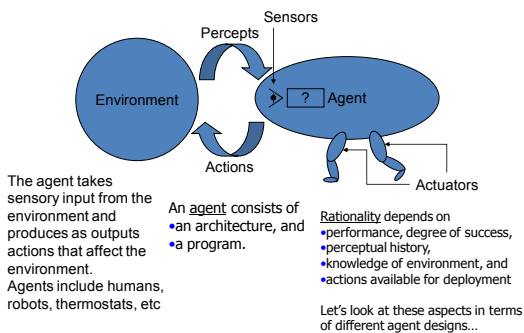 Sensors
Percepts
Environment
?
Agent
Actions
Actuators
The agent takes
sensory input from the
environment and
produces as outputs
actions that affect the
environment.
Agents include humans,
robots, thermostats, etc
An agent consists of
•an architecture, and
•a program.
Rationality depends on
•performance, degree of success,
•perceptual history,
•knowledge of environment, and
•actions available for deployment
Let's look at these aspects in terms
of different agent designs…